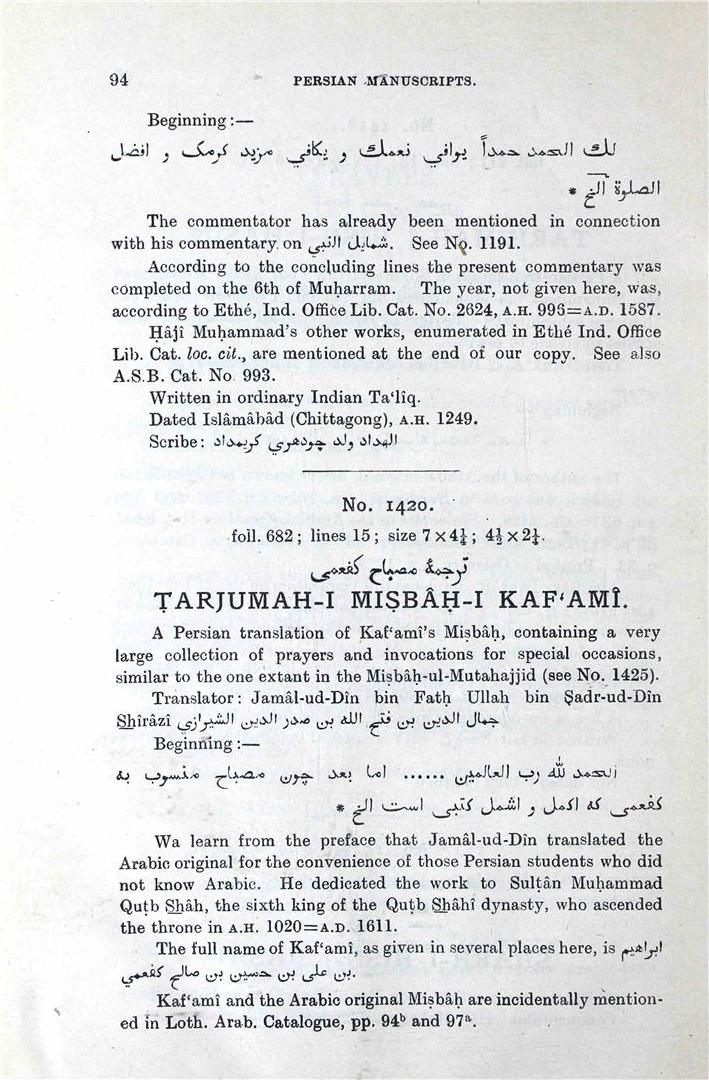 94 PERSIAN MANUSCRIPTS.
Beginning:—
لك الحمد حمداً يوافي نعمك و يكافي مزيد كرمك و افضل
الصلوة الخ *
The commentator has already been mentioned in connection
with his commentary on شمايل النبي. See No. 1191.
According to the concluding lines the present commentary was
completed on the 6th of Muḥarram. The year, not given here, was,
according to Ethé, Ind. Office Lib. Cat. No. 2624, A.H. 996=A.D. 1587.
Ḥâjî Muḥammad's other works, enumerated in Ethé Ind. Office
Lib. Cat. loc. cit., are mentioned at the end of our copy. See also
A.S.B. Cat. No. 993.
Written in ordinary Indian Ta‘lîq.
Dated Islâmâbâd (Chittagong), A.H. 1249.
Scribe: الهداد ولد چودهري كريمداد
No. 1420.
foll. 682; lines 15; size 7 × 4¼; 4½ × 2¼.
ترجمهٔ مصباح كفعمى
TARJUMAH-I MIṢBÂḤ-I KAF‘AMÎ.
A Persian translation of Kaf‘amî's Miṣbâḥ, containing a very
large collection of prayers and invocations for special occasions,
similar to the one extant in the Miṣbâḥ-ul-Mutahajjid (see No. 1425).
Translator: Jamâl-ud-Dîn bin Fatḥ Ullah bin Ṣadr-ud-Dîn
Shîrâzî جمال الدين بن فتح الله بن صدر الدين الشيرازي
Beginning:—
الحمد لله رب العالمين ...... اما بعد چون مصباح منسوب به
كفعمى كه اكمل و اشمل كتبى است الخ *
Wa learn from the preface that Jamâl-ud-Dîn translated the
Arabic original for the convenience of those Persian students who did
not know Arabic. He dedicated the work to Sulṭân Muḥammad
Quṭb Shâh, the sixth king of the Quṭb Shâhî dynasty, who ascended
the throne in A.H. 1020=A.D. 1611.
The full name of Kaf‘amî, as given in several places here, is ابراهيم
بن على بن حسين بن صالح كفعمي.
Kaf‘amî and the Arabic original Miṣbâḥ are incidentally mention-
ed in Loth. Arab. Catalogue, pp. 94ᵇ and 97ᵃ.